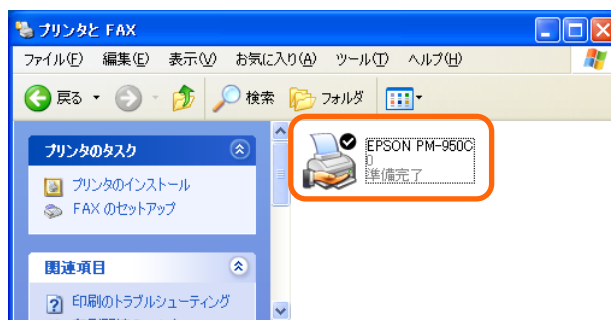 プリンタと FAX
ファイル(F) 編集(E) 表示(V) お気に入り(A) ツール(T) ヘルプ(H)
戻る 検索 フォルダ
プリンタのタスク
プリンタのインストール
FAX のセットアップ
関連項目
印刷のトラブルシューティング
EPSON PM-950C
0
準備完了